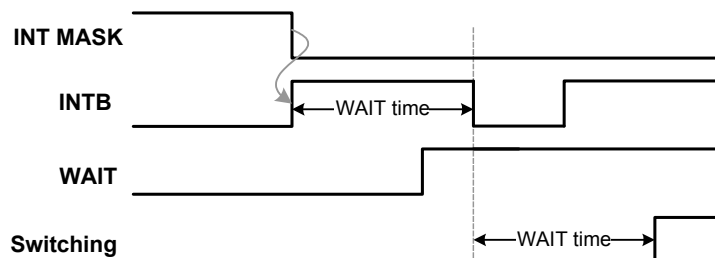 INT MASK
INTB
WAIT time
WAIT
Switching
WAIT time